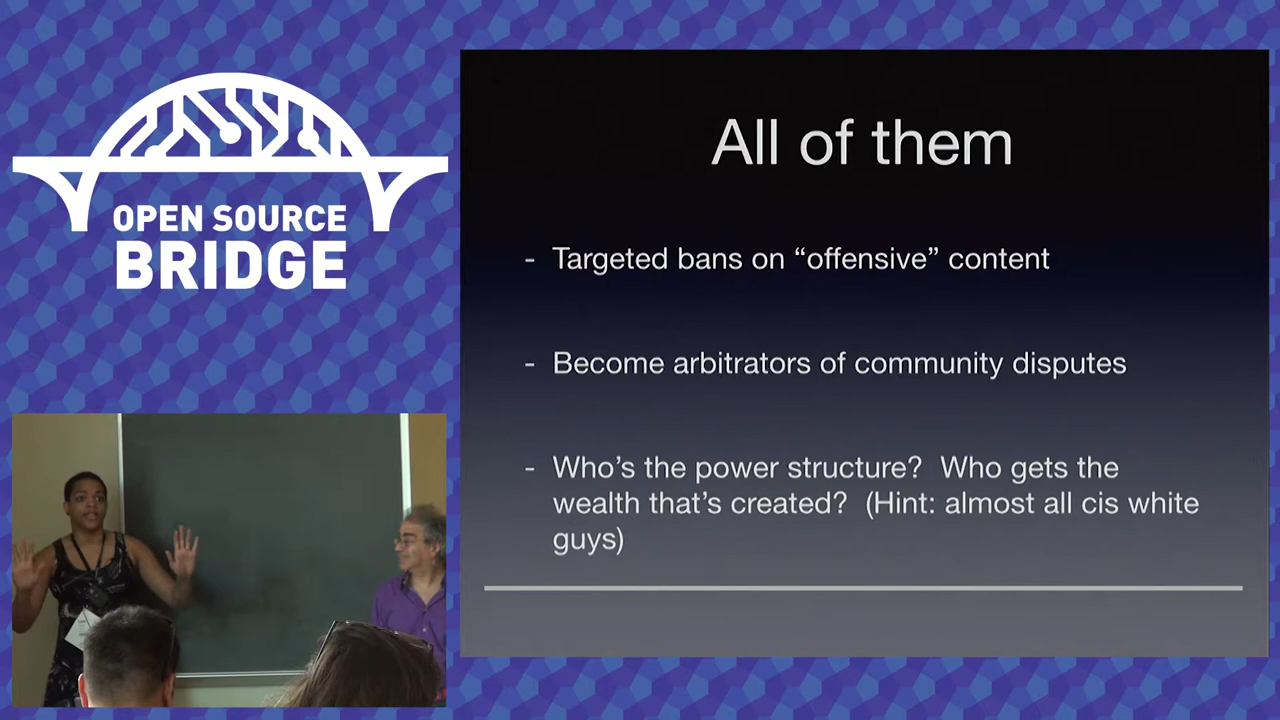 OPEN SOURCE
BRIDGE
All of them
- Targeted bans on “offensive” content
- Become arbitrators of community disputes
- Who’s the power structure?  Who gets the
wealth that’s created?  (Hint: almost all cis white
guys)